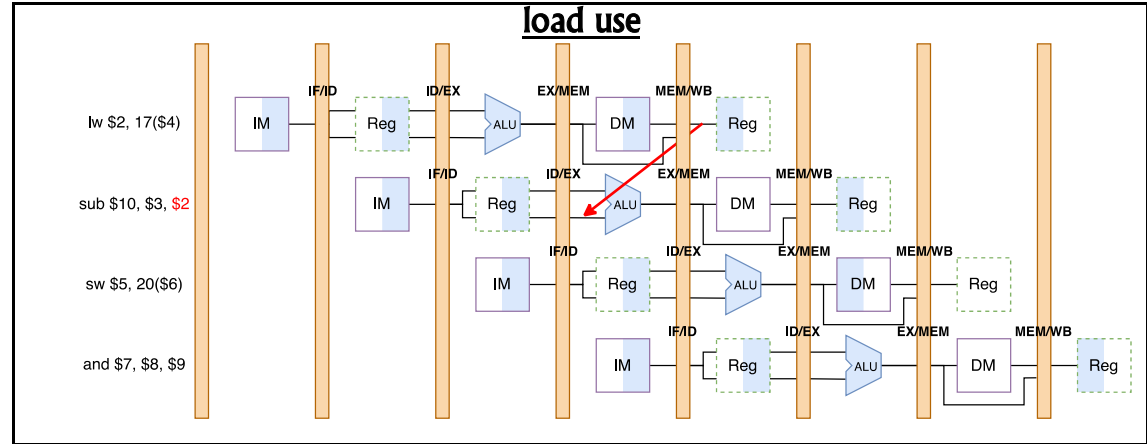 load use
IF/ID ID/EX EX/MEM MEM/WB
lw $2, 17($4) IM Reg ALU DM Reg
IF/ID ID/EX EX/MEM MEM/WB
sub $10, $3, $2 IM Reg ALU DM Reg
IF/ID ID/EX EX/MEM MEM/WB
sw $5, 20($6) IM Reg ALU DM Reg
IF/ID ID/EX EX/MEM MEM/WB
and $7, $8, $9 IM Reg ALU DM Reg